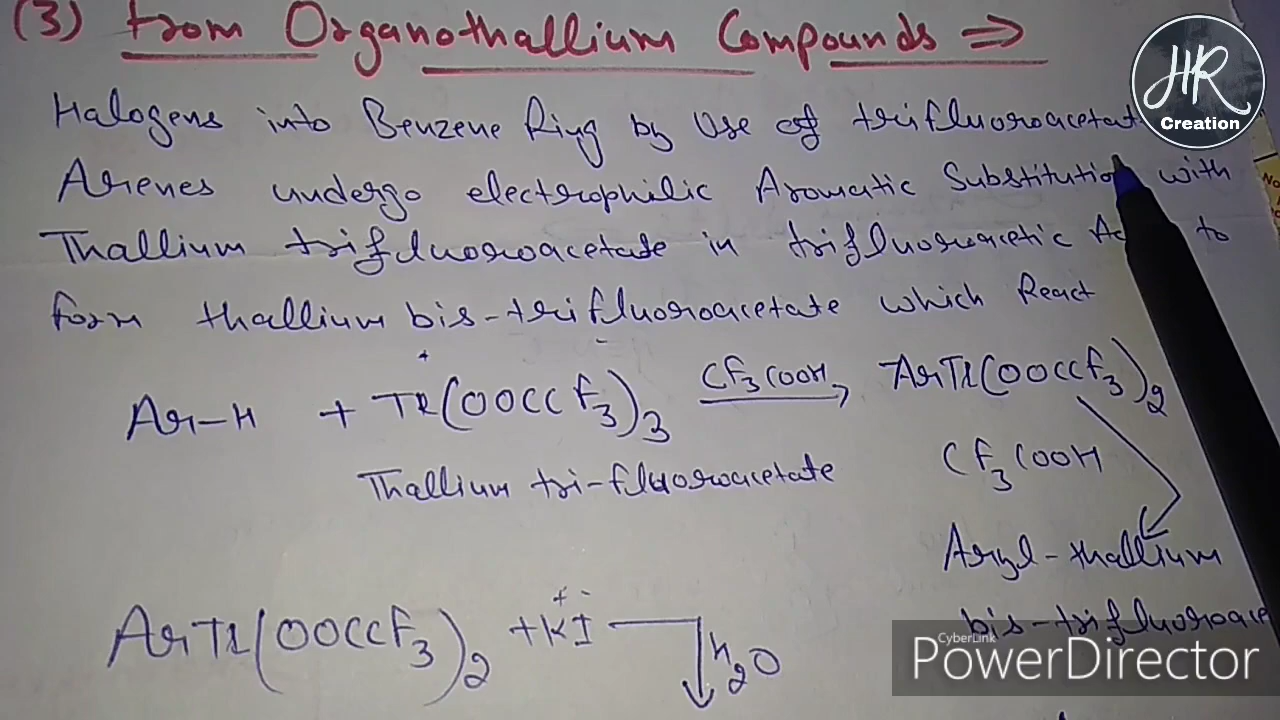 (3) from Organothallium Compounds ⇒
HR
Creation
Halogens into Benzene Ring by Use of trifluoroacetat
Arenes undergo electrophilic Aromatic Substitution with
Thallium trifluoroacetate in trifluoroacetic to
form thallium bis-trifluoroacetate which React
Ar-H + Tl(OOCCF3)3 CF3COOH ArTl(OOCCF3)2
CF3COOH
Thallium tri-fluoroacetate
Aryl-thallium
bis-trifluoroace
ArTl(OOCCF3)2 + K+I- H2O
CyberLink
PowerDirector